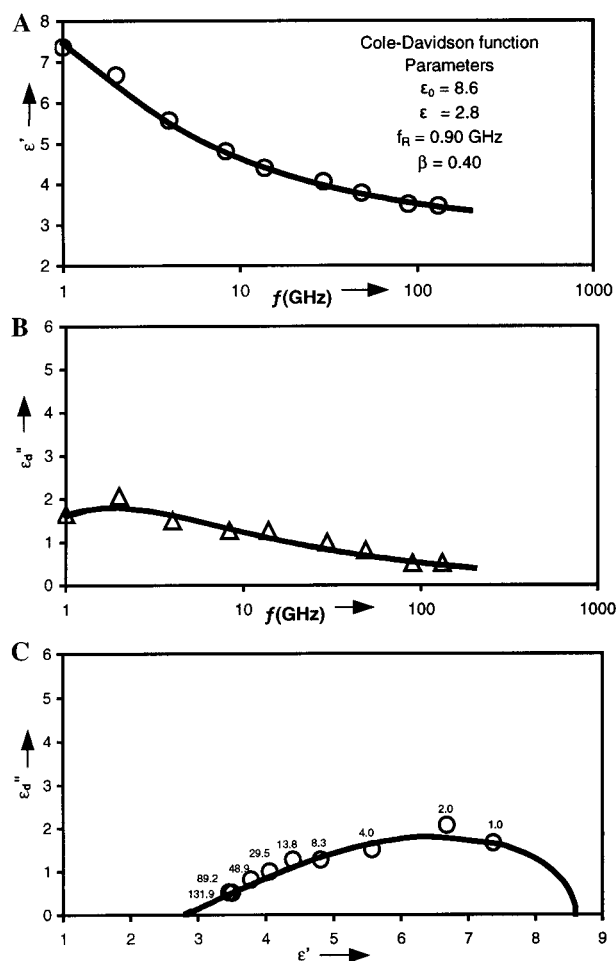 A
8
7
6
5
4
3
2
ε'
Cole-Davidson function
Parameters
ε₀ = 8.6
ε = 2.8
f_R = 0.90 GHz
β = 0.40
1
10
100
1000
f(GHz)
B
6
5
4
3
2
1
0
ε_d"
1
10
100
1000
f(GHz)
C
6
5
4
3
2
1
0
ε_d"
131.9
89.2
48.9
29.5
13.8
8.3
4.0
2.0
1.0
1 2 3 4 5 6 7 8 9
ε'